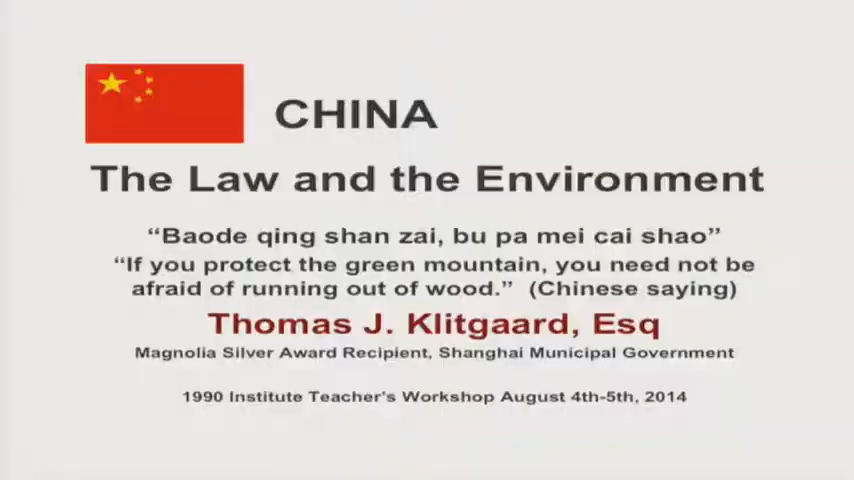 CHINA
The Law and the Environment
“Baode qing shan zai, bu pa mei cai shao”
“If you protect the green mountain, you need not be
afraid of running out of wood.” (Chinese saying)
Thomas J. Klitgaard, Esq
Magnolia Silver Award Recipient, Shanghai Municipal Government
1990 Institute Teacher's Workshop August 4th-5th, 2014